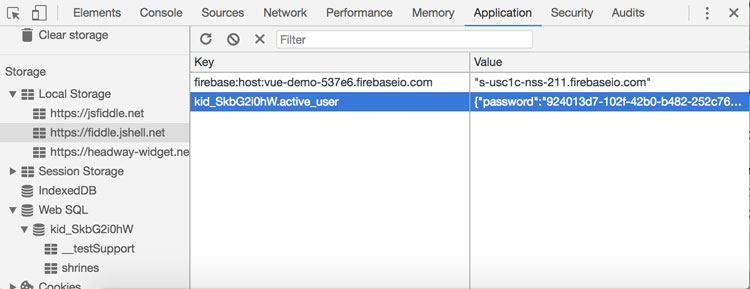 Elements Console Sources Network Performance Memory Application Security Audits
Clear storage
Filter
Storage
Key Value
Local Storage
firebase:host:vue-demo-537e6.firebaseio.com "s-usc1c-nss-211.firebaseio.com"
https://jsfiddle.net
kid_SkbG2i0hW.active_user {"password":"924013d7-102f-42b0-b482-252c76...
https://fiddle.jshell.net
https://headway-widget.ne
Session Storage
IndexedDB
Web SQL
kid_SkbG2i0hW
__testSupport
shrines
Cookies